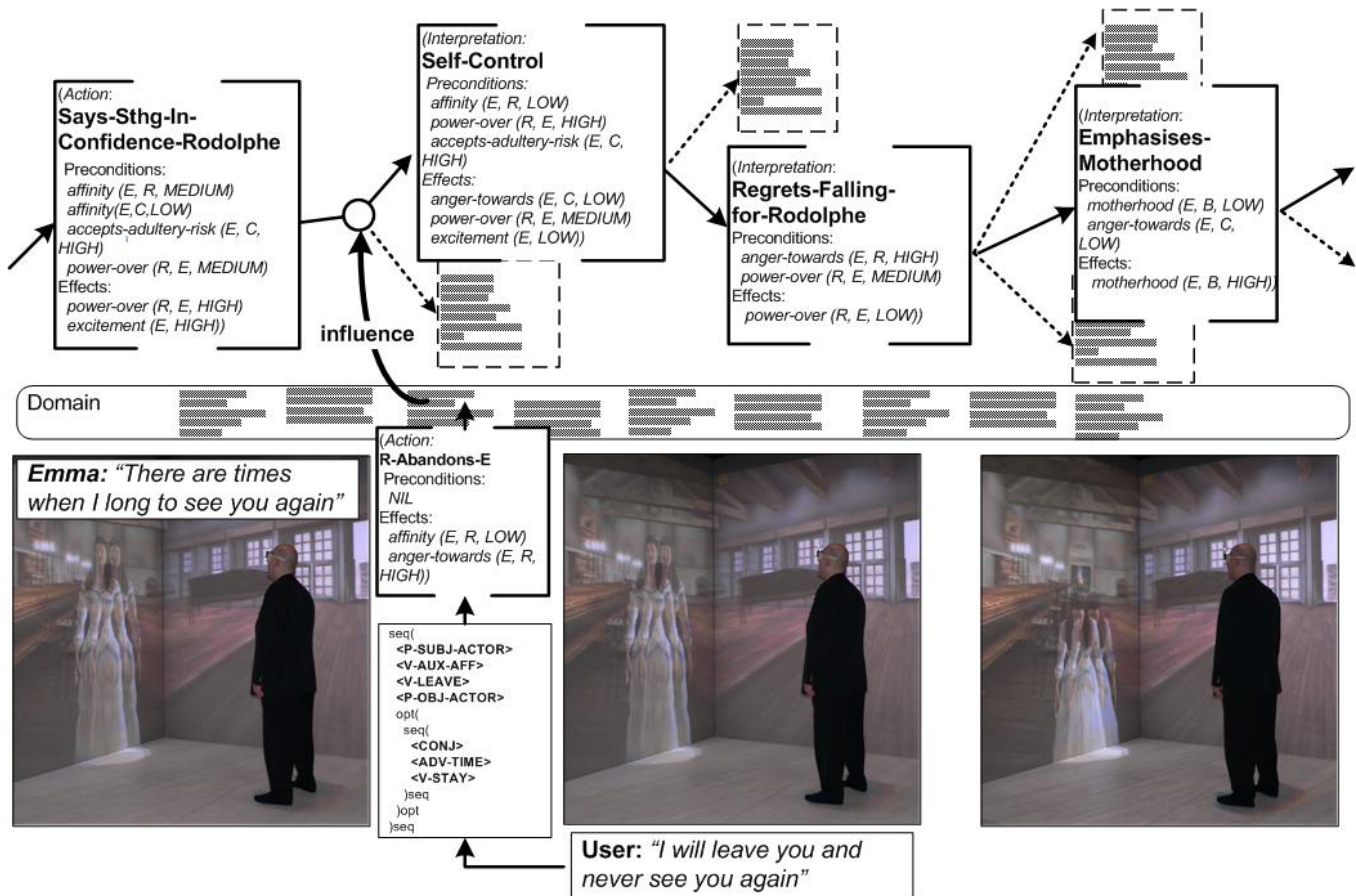 (Action:
Says-Sthg-In-
Confidence-Rodolphe
Preconditions:
affinity (E, R, MEDIUM)
affinity(E,C,LOW)
accepts-adultery-risk (E, C,
HIGH)
power-over (R, E, MEDIUM)
Effects:
power-over (R, E, HIGH)
excitement (E, HIGH))
influence
(Interpretation:
Self-Control
Preconditions:
affinity (E, R, LOW)
power-over (R, E, HIGH)
accepts-adultery-risk (E, C,
HIGH)
Effects:
anger-towards (E, C, LOW)
power-over (R, E, MEDIUM)
excitement (E, LOW))
(Interpretation:
Regrets-Falling-
for-Rodolphe
Preconditions:
anger-towards (E, R, HIGH)
power-over (R, E, MEDIUM)
Effects:
power-over (R, E, LOW))
(Interpretation:
Emphasises-
Motherhood
Preconditions:
motherhood (E, B, LOW)
anger-towards (E, C,
LOW)
Effects:
motherhood (E, B, HIGH))
Domain
(Action:
R-Abandons-E
Preconditions:
NIL
Effects:
affinity (E, R, LOW)
anger-towards (E, R,
HIGH))
Emma: “There are times
when I long to see you again”
seq(
<P-SUBJ-ACTOR>
<V-AUX-AFF>
<V-LEAVE>
<P-OBJ-ACTOR>
opt(
seq(
<CONJ>
<ADV-TIME>
<V-STAY>
)seq
)opt
)seq
User: “I will leave you and
never see you again”